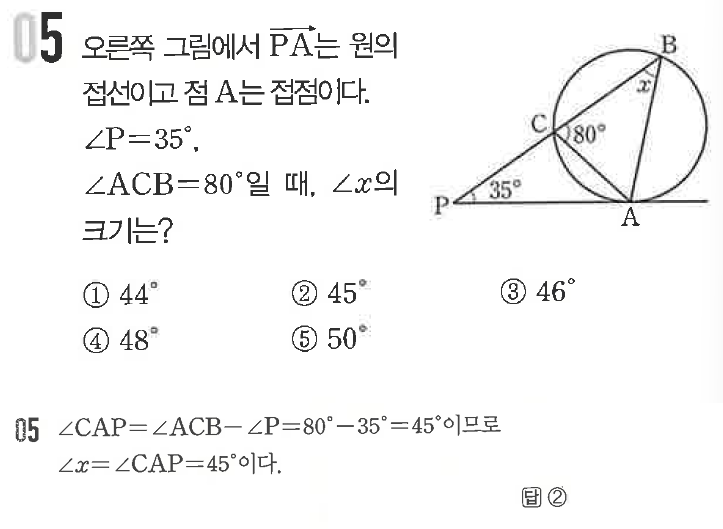 05 오른쪽 그림에서 $\overrightarrow{PA}$는 원의
접선이고 점 A는 접점이다.
∠P=35°,
∠ACB=80°일 때, ∠x의
크기는?
B
x
C
80°
P
35°
A
① 44° ② 45° ③ 46°
④ 48° ⑤ 50°
05 ∠CAP=∠ACB-∠P=80°-35°=45°이므로
∠x=∠CAP=45°이다.
답 ②